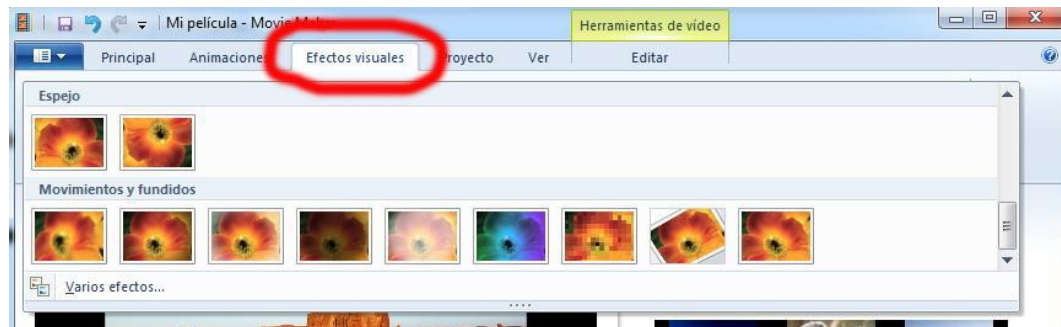 Mi película - Movie Maker
Herramientas de vídeo
Principal
Animaciones
Efectos visuales
Proyecto
Ver
Editar
Espejo
Movimientos y fundidos
Varios efectos...